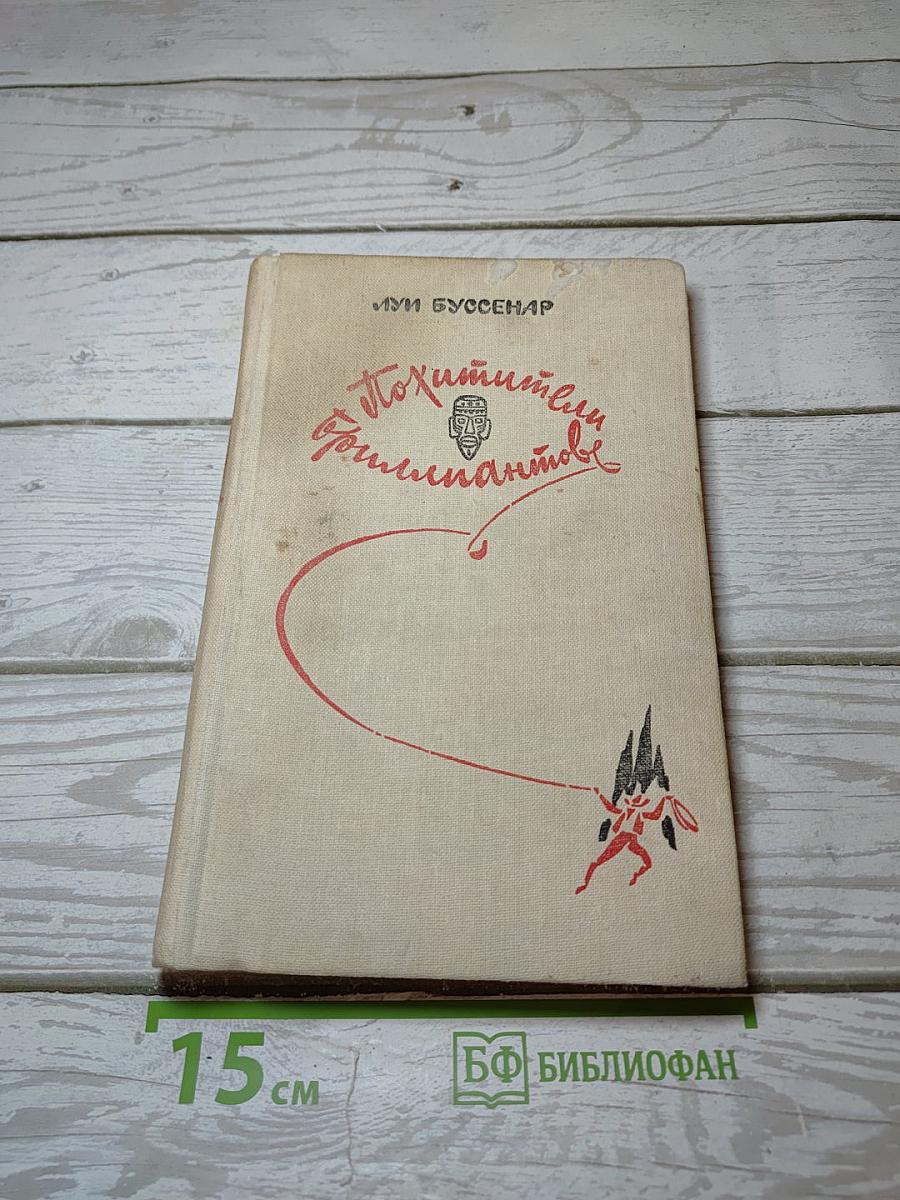 ЛУИ БУССЕНАР
Похитители
бриллиантов
15 см
БФ БИБЛИОФАН